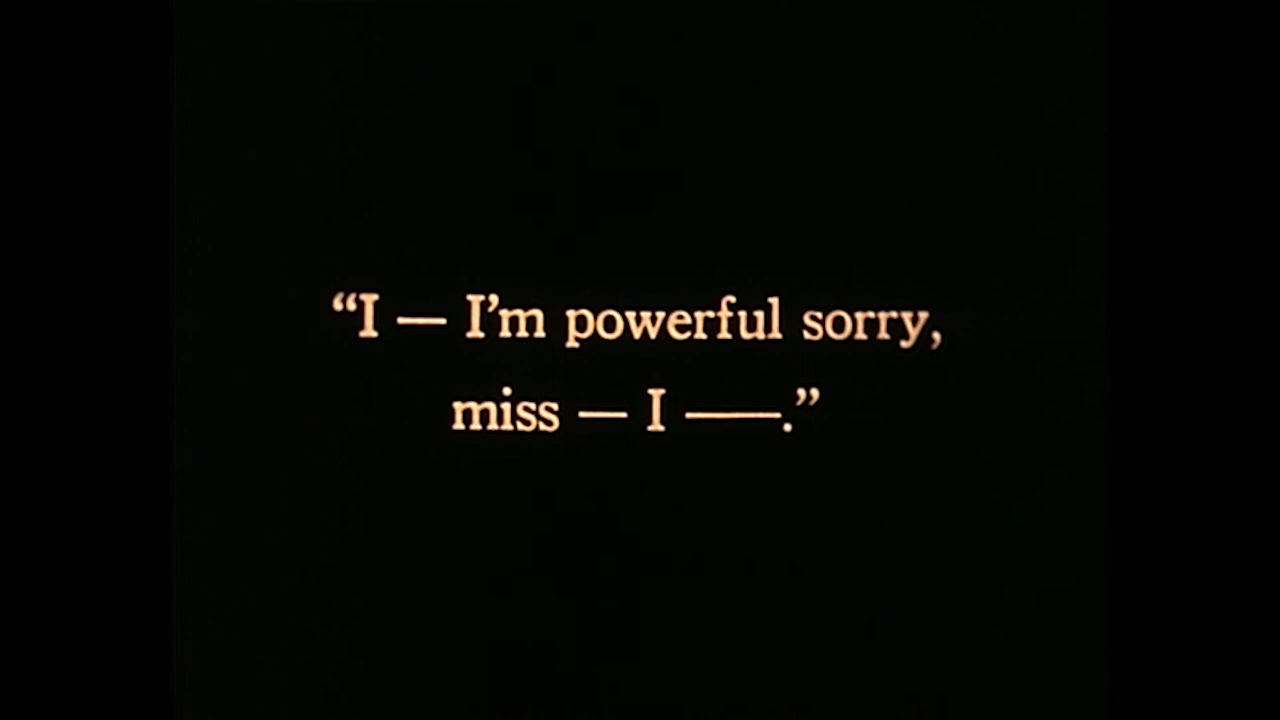 “I — I’m powerful sorry,
miss — I ——.”